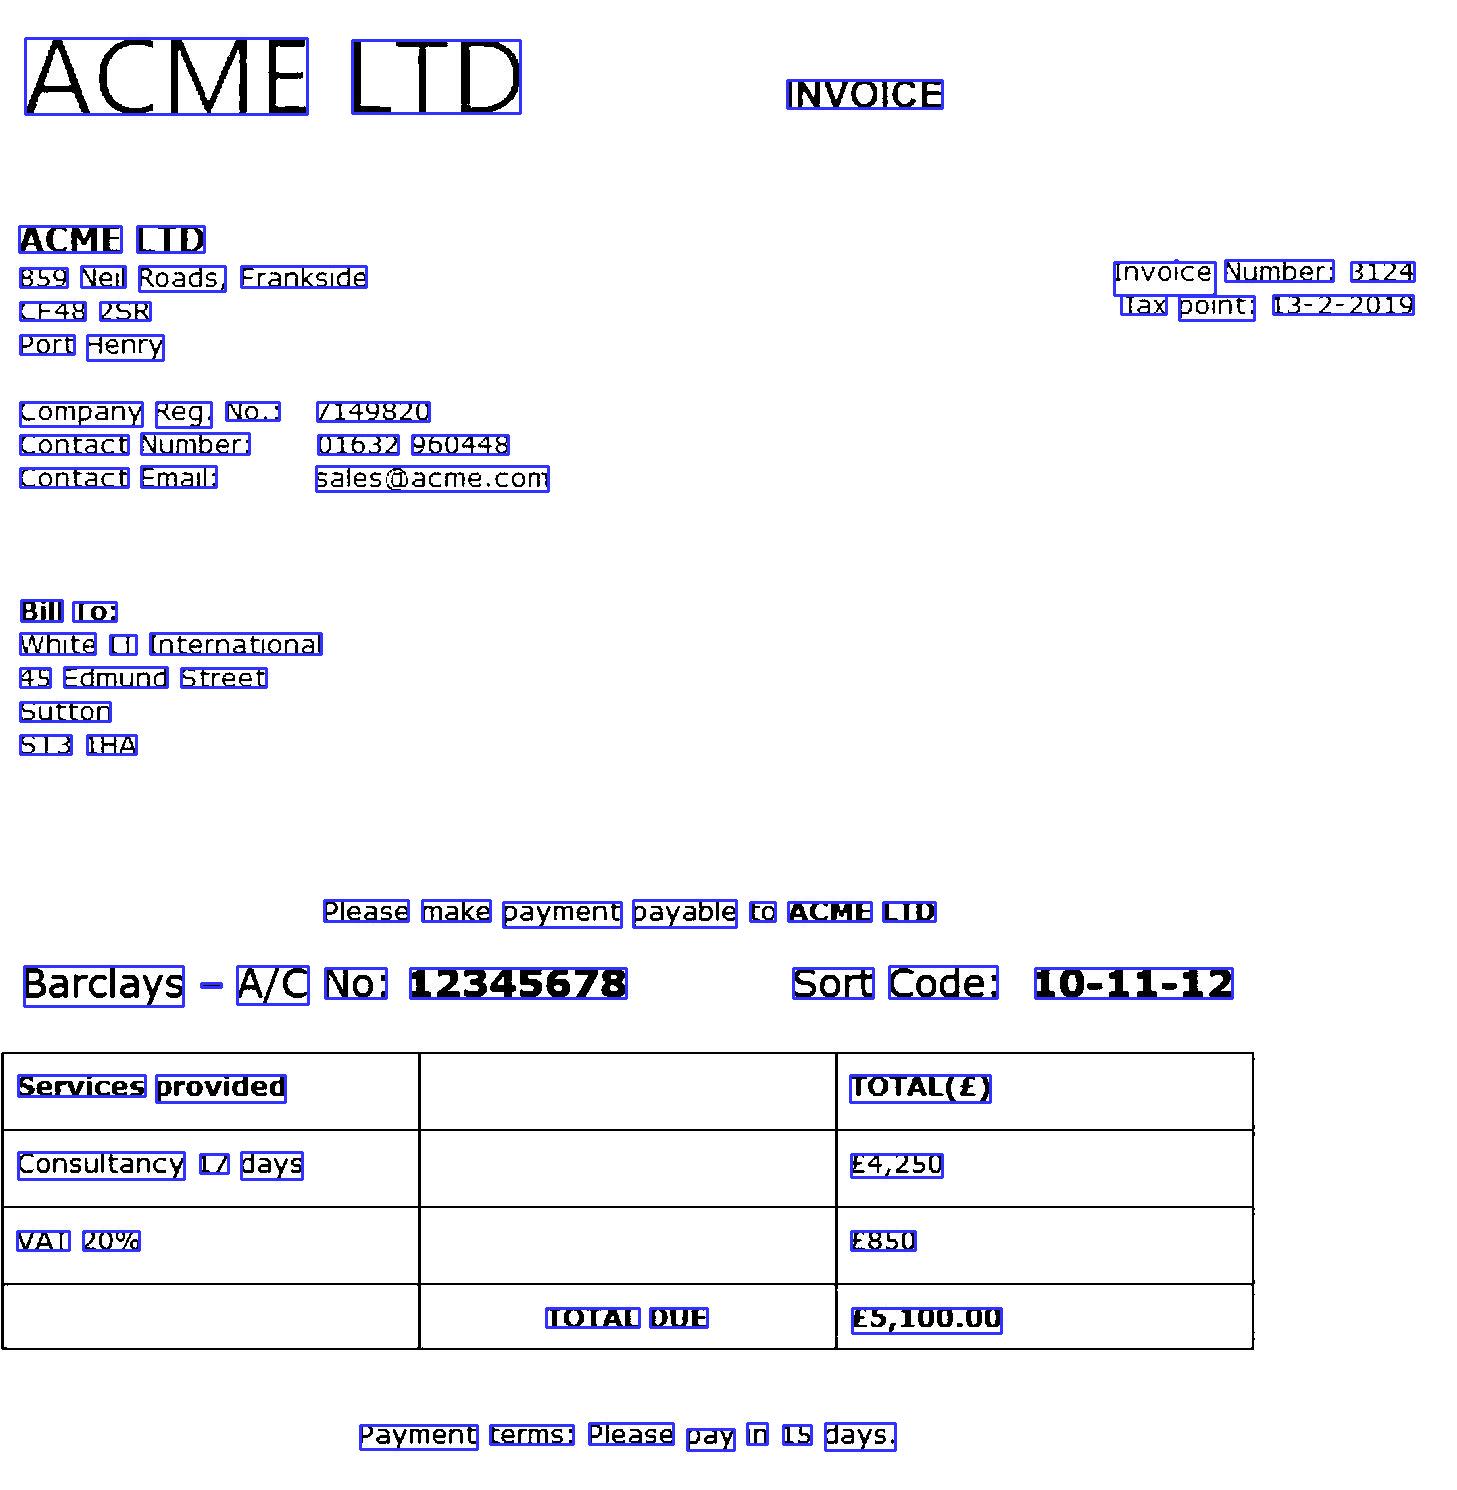 ACME LTD
INVOICE
ACME LTD
859 Neil Roads, Frankside
CF48 2SR
Port Henry
Invoice Number: 3124
Tax point: 13-2-2019
Company Reg. No.: 7149820
Contact Number: 01632 960448
Contact Email: sales@acme.com
Bill To:
White IT International
45 Edmund Street
Sutton
ST3 1HA
Please make payment payable to ACME LTD
Barclays – A/C No: 12345678 Sort Code: 10-11-12
Services provided TOTAL(£)
Consultancy 17 days £4,250
VAT 20% £850
TOTAL DUE £5,100.00
Payment terms: Please pay in 15 days.